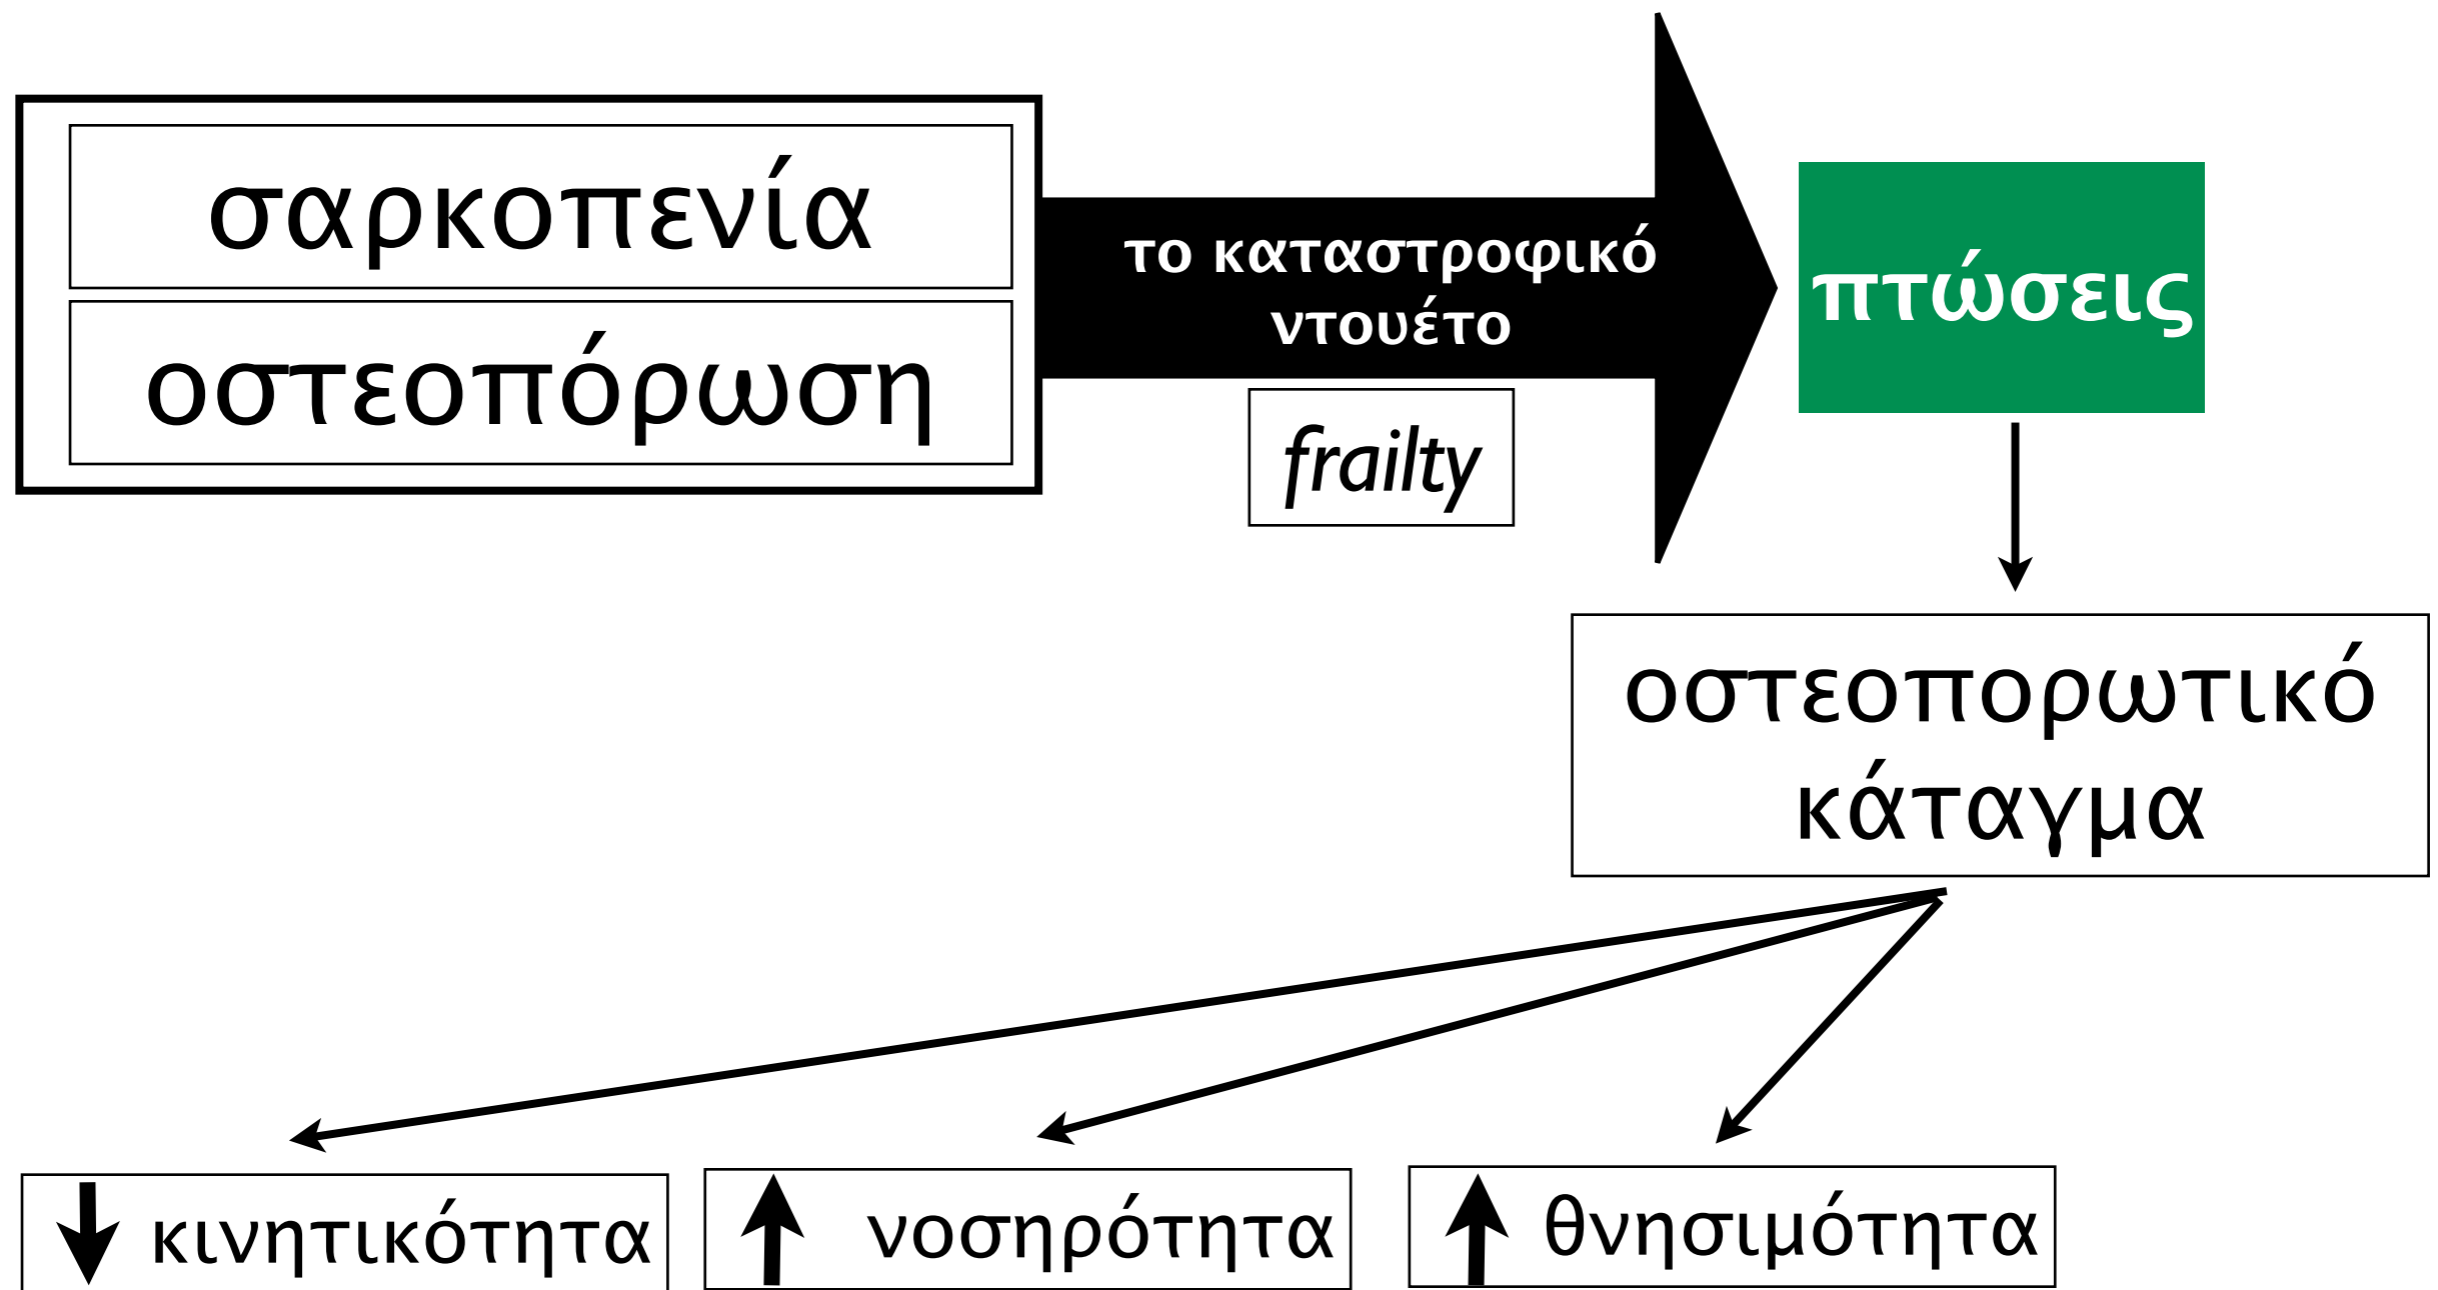 σαρκοπενία
οστεοπόρωση
το καταστροφικό
ντουέτο
frailty
πτώσεις
οστεοπορωτικό
κάταγμα
κινητικότητα
νοσηρότητα
θνησιμότητα